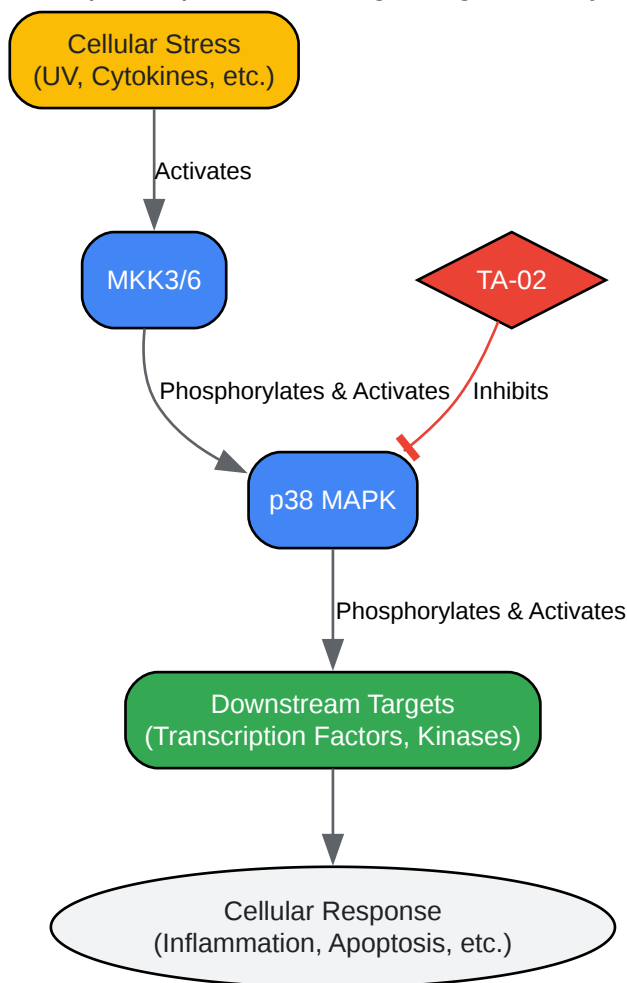 Cellular Stress
(UV, Cytokines, etc.)
Activates
MKK3/6
TA-02
Phosphorylates & Activates
Inhibits
p38 MAPK
Phosphorylates & Activates
Downstream Targets
(Transcription Factors, Kinases)
Cellular Response
(Inflammation, Apoptosis, etc.)